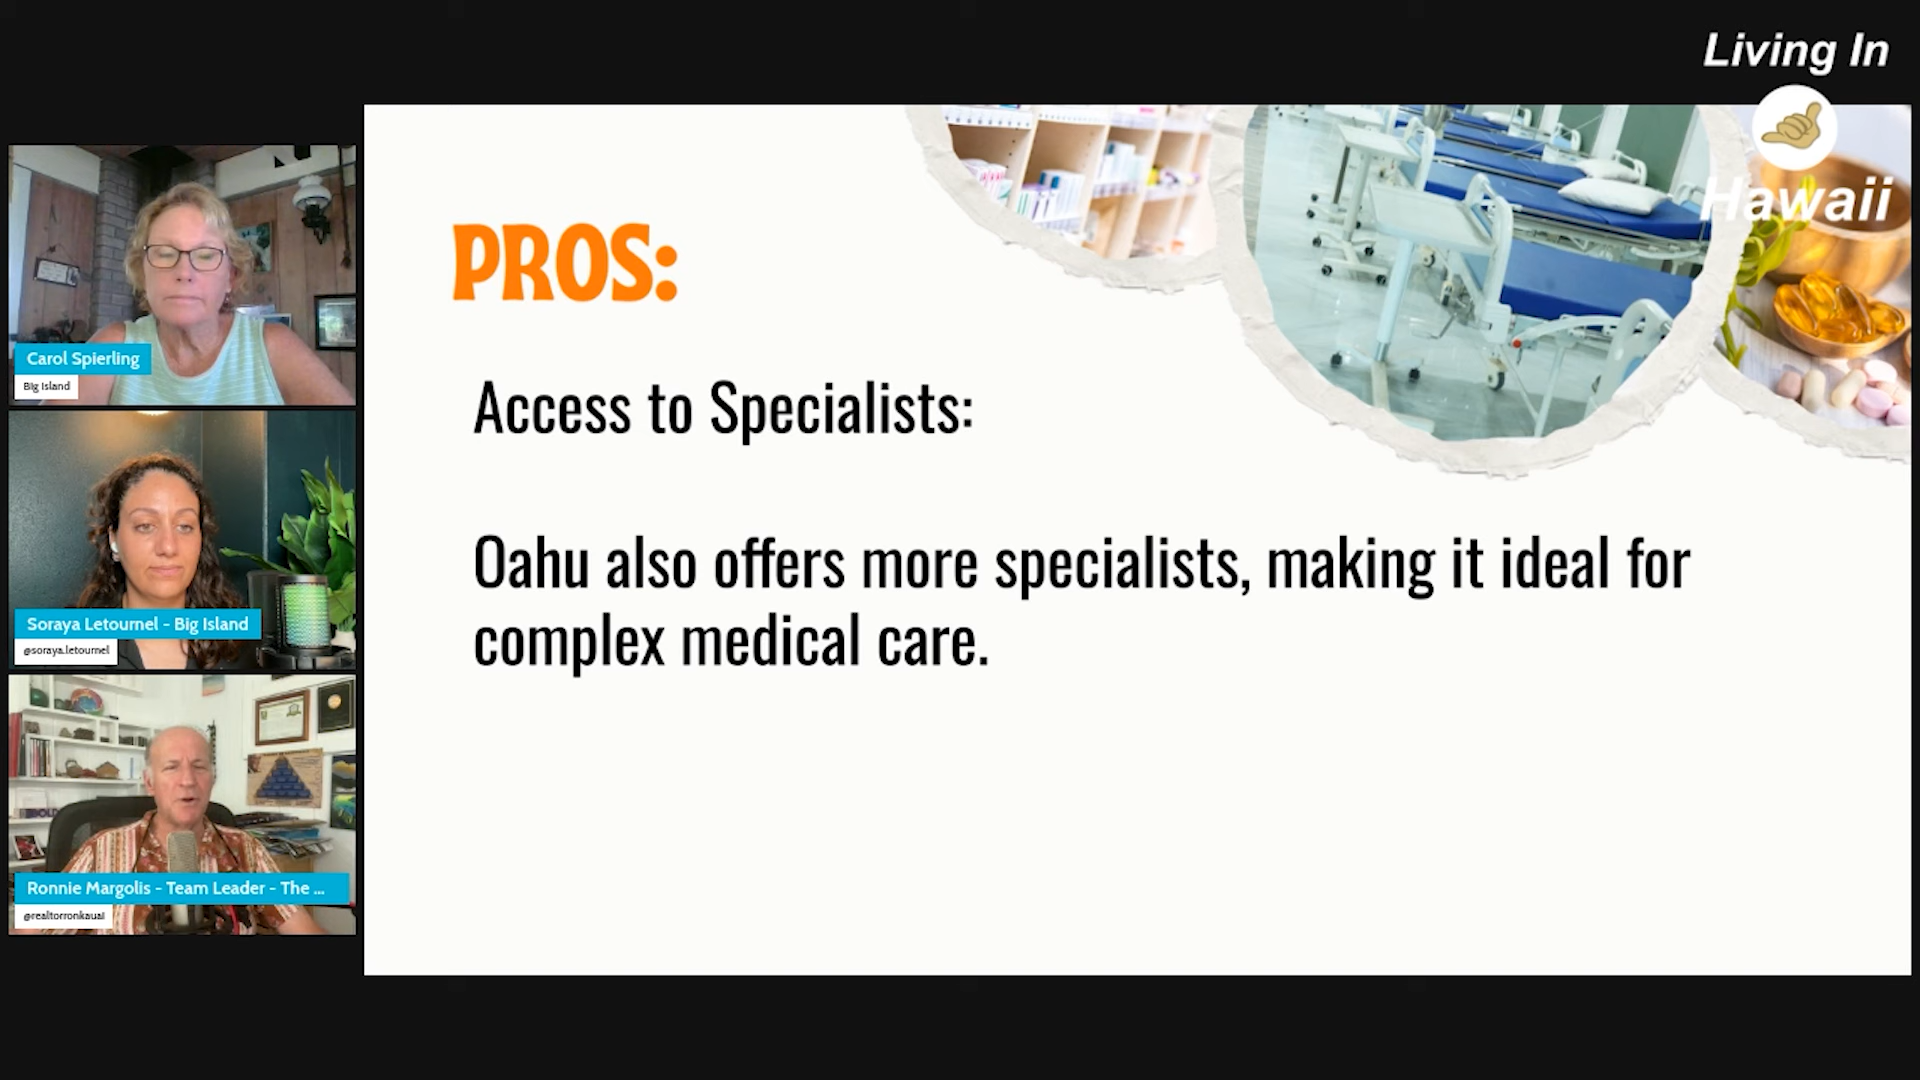 Living In
Hawaii
PROS:
Access to Specialists:
Oahu also offers more specialists, making it ideal for
complex medical care.
Carol Spierling
Big Island
Soraya Letournel - Big Island
@soraya.letournel
Ronnie Margolis - Team Leader - The ...
@realtorronkauai